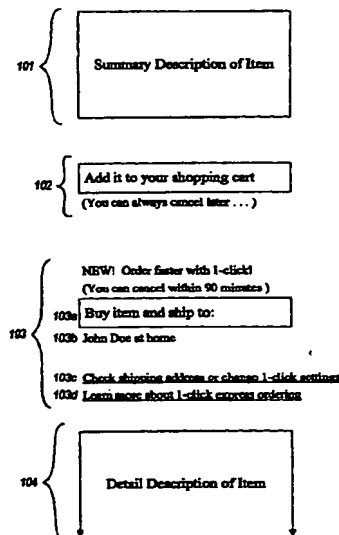 101
Summary Description of Item
102
Add it to your shopping cart
(You can always cancel later . . . )
NEW! Order faster with 1-click!
(You can cancel within 90 minutes )
103
103a Buy item and ship to:
103b John Doe at home
103c Check shipping address or change 1-click settings
103d Learn more about 1-click express ordering
104
Detail Description of Item